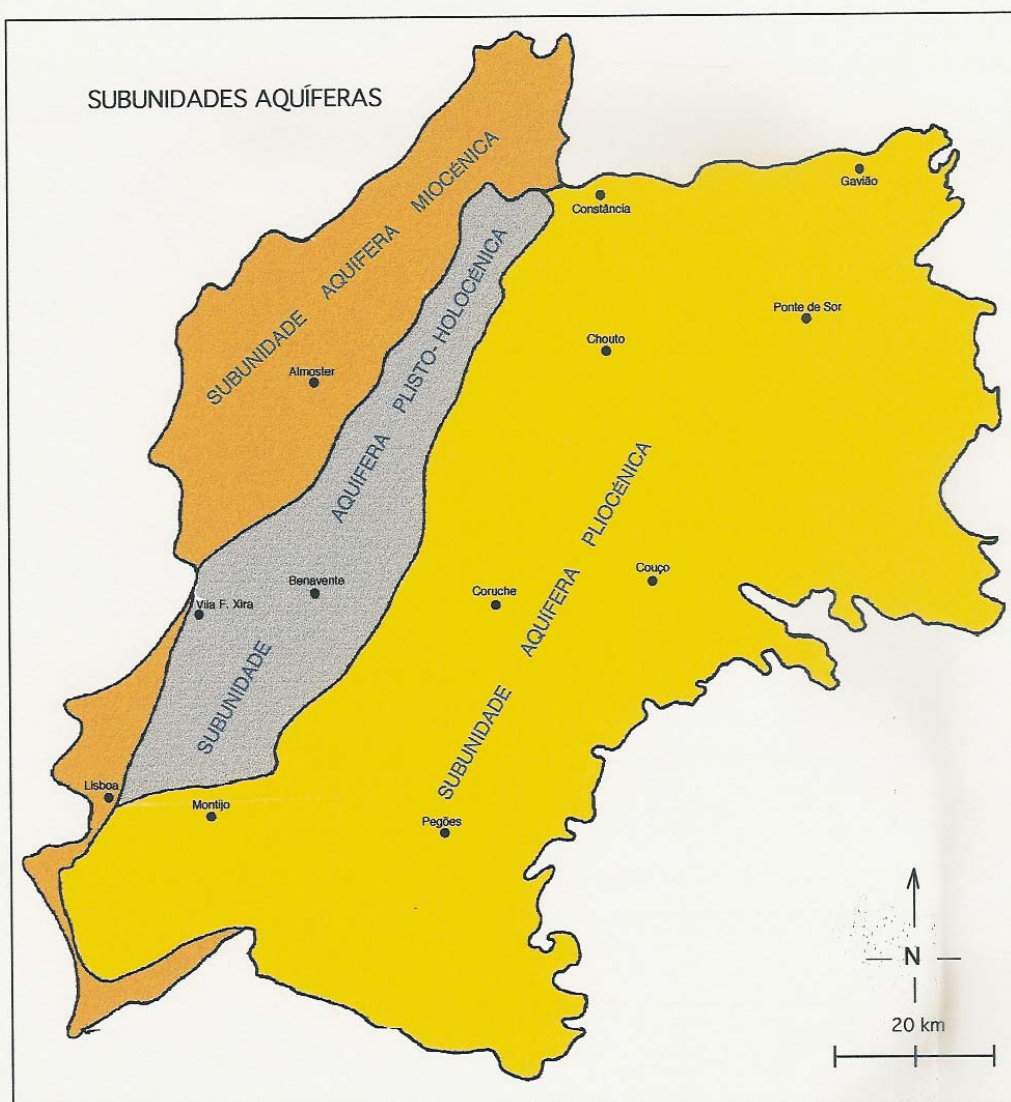 SUBUNIDADES AQUÍFERAS
SUBUNIDADE AQUÍFERA MIOCÉNICA
SUBUNIDADE AQUÍFERA PLISTO-HOLOCÉNICA
SUBUNIDADE AQUÍFERA PLIOCÉNICA
Gavião
Constância
Ponte de Sor
Chouto
Almoster
Couço
Benavente
Coruche
Vila F. Xira
Lisboa
Montijo
Pegões
N
20 km